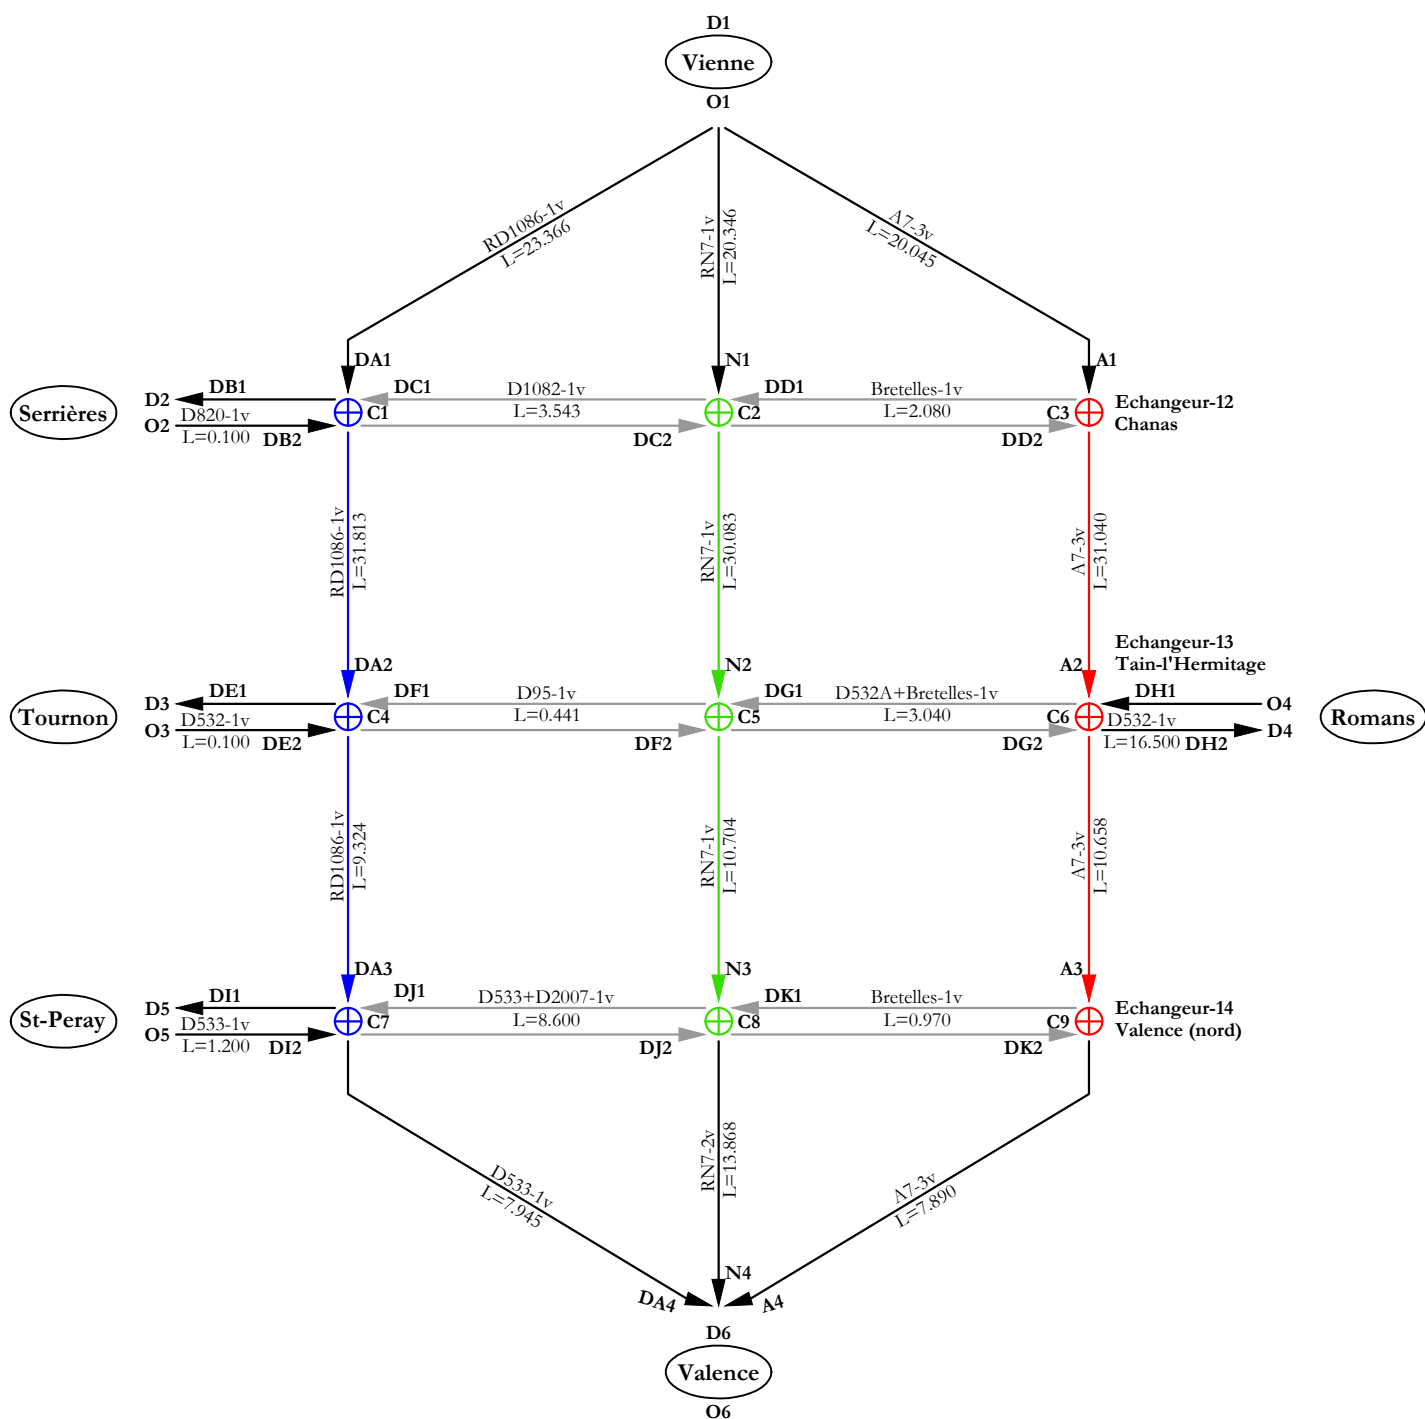 D1
Vienne
O1
RD1086-1v
L=23.366
RN7-1v
L=20.346
A7-3v
L=20.045
DA1
N1
A1
Serrières
D2
DB1
D820-1v
O2
L=0.100
DB2
C1
DC1
D1082-1v
L=3.543
DC2
C2
DD1
Bretelles-1v
L=2.080
DD2
C3
Echangeur-12
Chanas
RD1086-1v
L=31.813
RN7-1v
L=30.083
A7-3v
L=31.040
DA2
N2
A2
Echangeur-13
Tain-l'Hermitage
Tournon
D3
DE1
D532-1v
O3
L=0.100
DE2
C4
DF1
D95-1v
L=0.441
DF2
C5
DG1
D532A+Bretelles-1v
L=3.040
DG2
C6
DH1
O4
D532-1v
D4
L=16.500
DH2
Romans
RD1086-1v
L=9.324
RN7-1v
L=10.704
A7-3v
L=10.658
DA3
N3
A3
St-Peray
D5
DI1
D533-1v
O5
L=1.200
DI2
C7
DJ1
D533+D2007-1v
L=8.600
DJ2
C8
DK1
Bretelles-1v
L=0.970
DK2
C9
Echangeur-14
Valence (nord)
D533-1v
L=7.945
RN7-2v
L=13.868
A7-3v
L=7.890
DA4
N4
A4
D6
Valence
O6